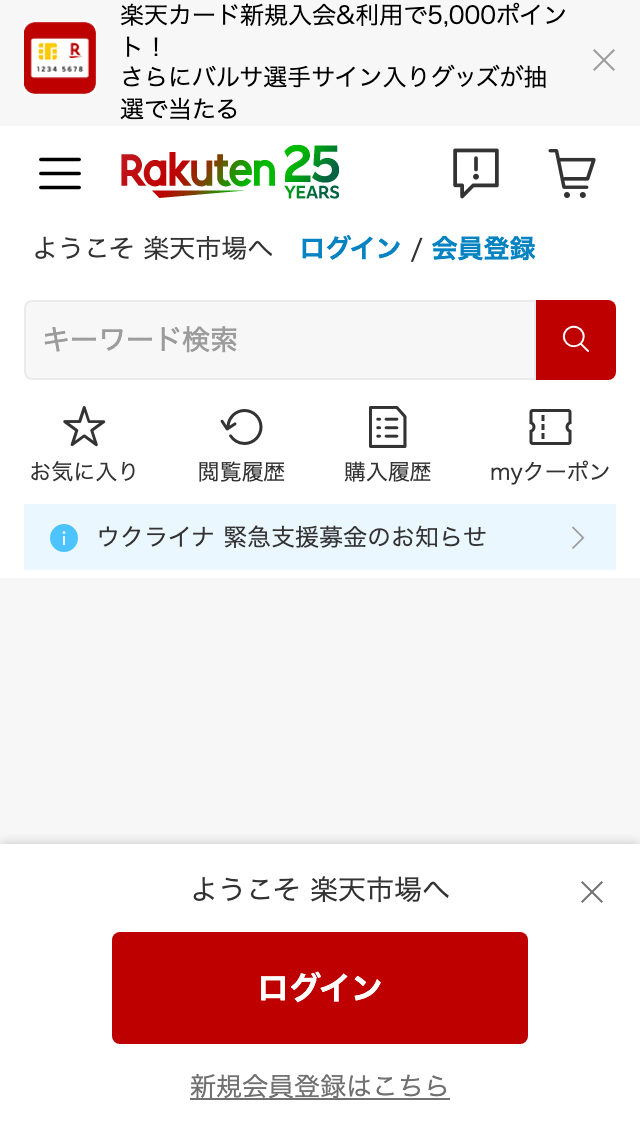 楽天カード新規入会&利用で5,000ポイン
ト！
さらにバルサ選手サイン入りグッズが抽
選で当たる
R
1234 5678
Rakuten 25
YEARS
ようこそ 楽天市場へ ログイン / 会員登録
キーワード検索
お気に入り 閲覧履歴 購入履歴 myクーポン
ウクライナ 緊急支援募金のお知らせ
ようこそ 楽天市場へ
ログイン
新規会員登録はこちら